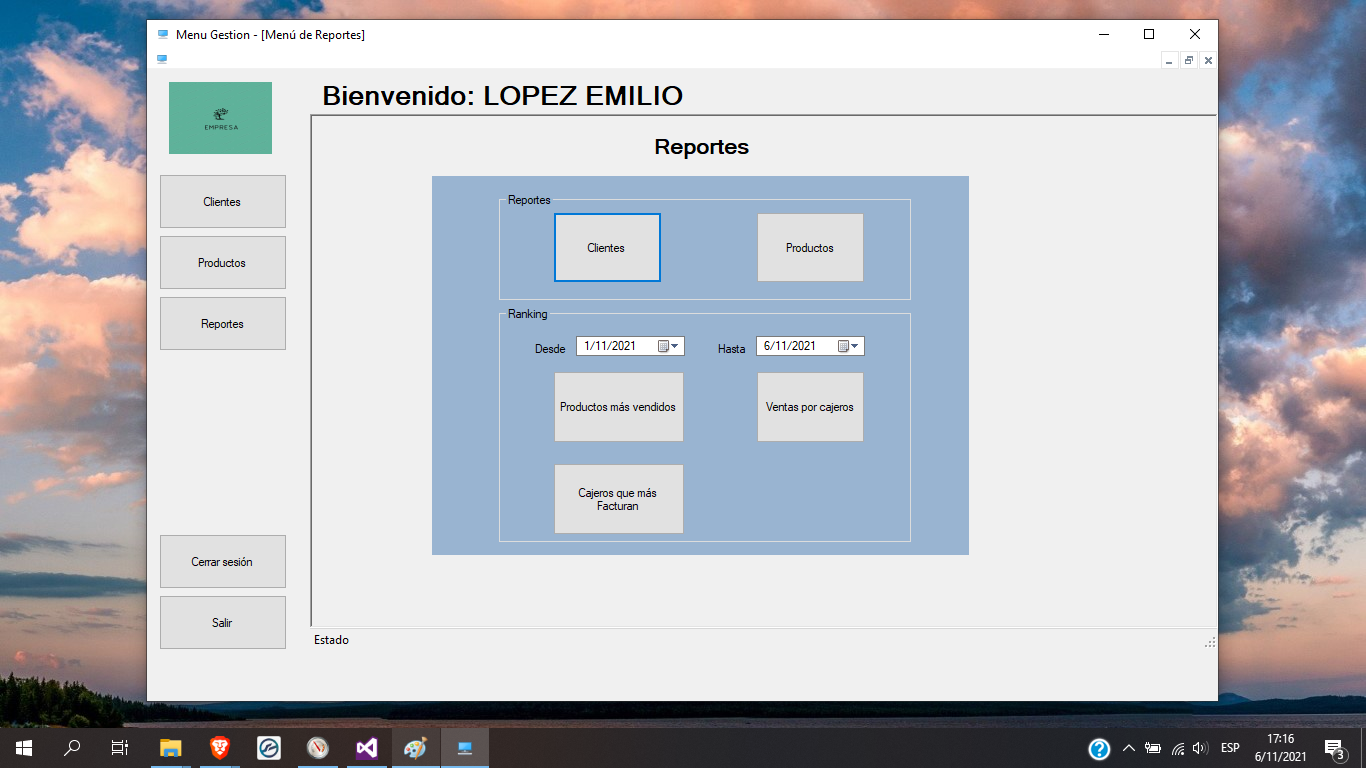 Menu Gestion - [Menú de Reportes]
EMPRESA
Bienvenido: LOPEZ EMILIO
Clientes
Productos
Reportes
Cerrar sesión
Salir
Reportes
Reportes
Clientes
Productos
Ranking
Desde
1/11/2021
Hasta
6/11/2021
Productos más vendidos
Ventas por cajeros
Cajeros que más
Facturan
Estado
ESP
17:16
6/11/2021
3